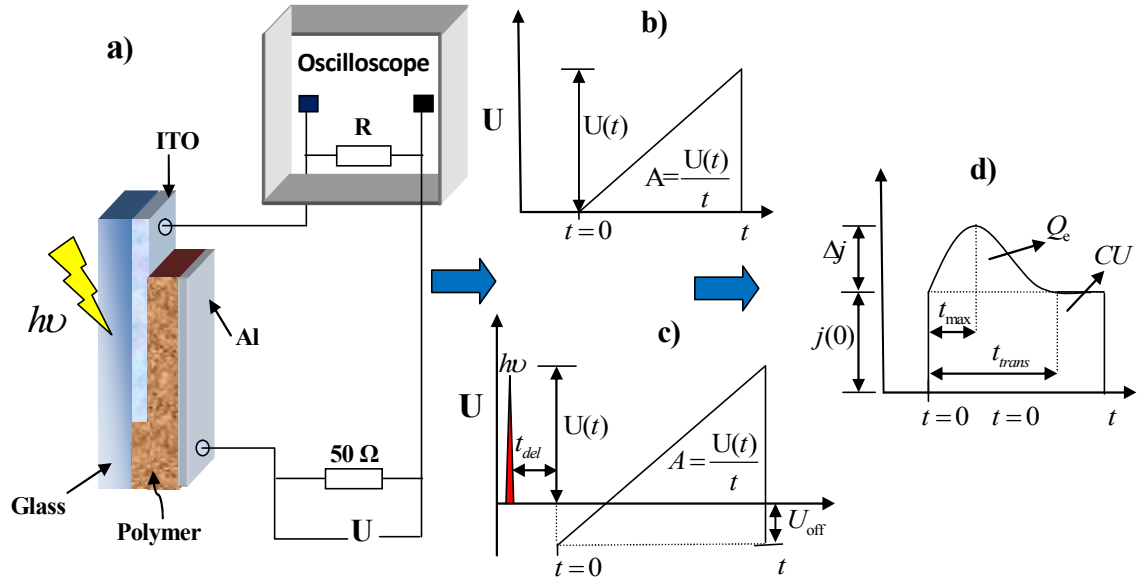 a)
Oscilloscope
R
ITO
hυ
Al
Glass
Polymer
50 Ω
U
b)
U
U(t)
A=U(t)/t
t=0
t
c)
hυ
U
t_del
U(t)
A=U(t)/t
U_off
t=0
t
d)
Q_e
CU
Δj
t_max
j(0)
t_trans
t=0
t=0
t